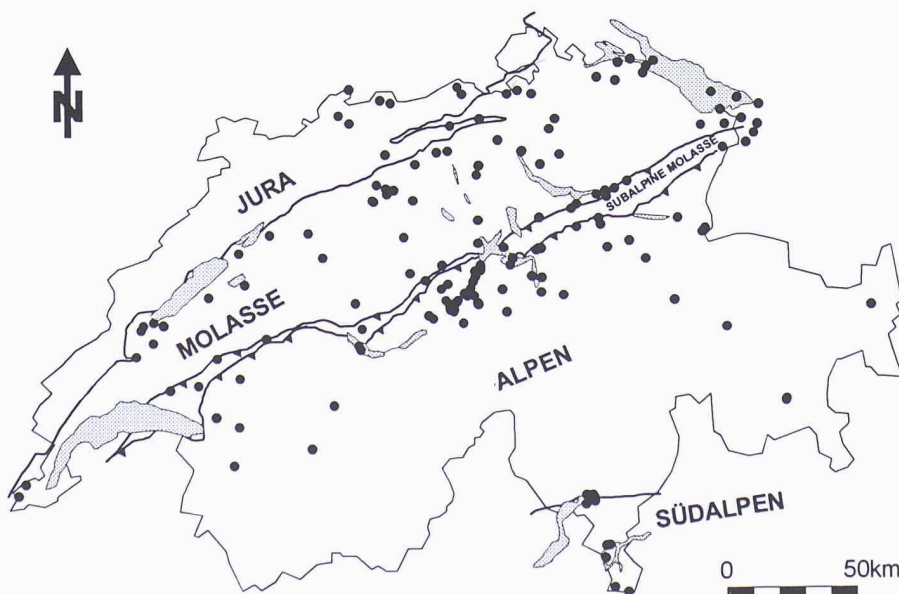 N
JURA
SUBALPINE MOLASSE
MOLASSE
ALPEN
SÜDALPEN
0 50km